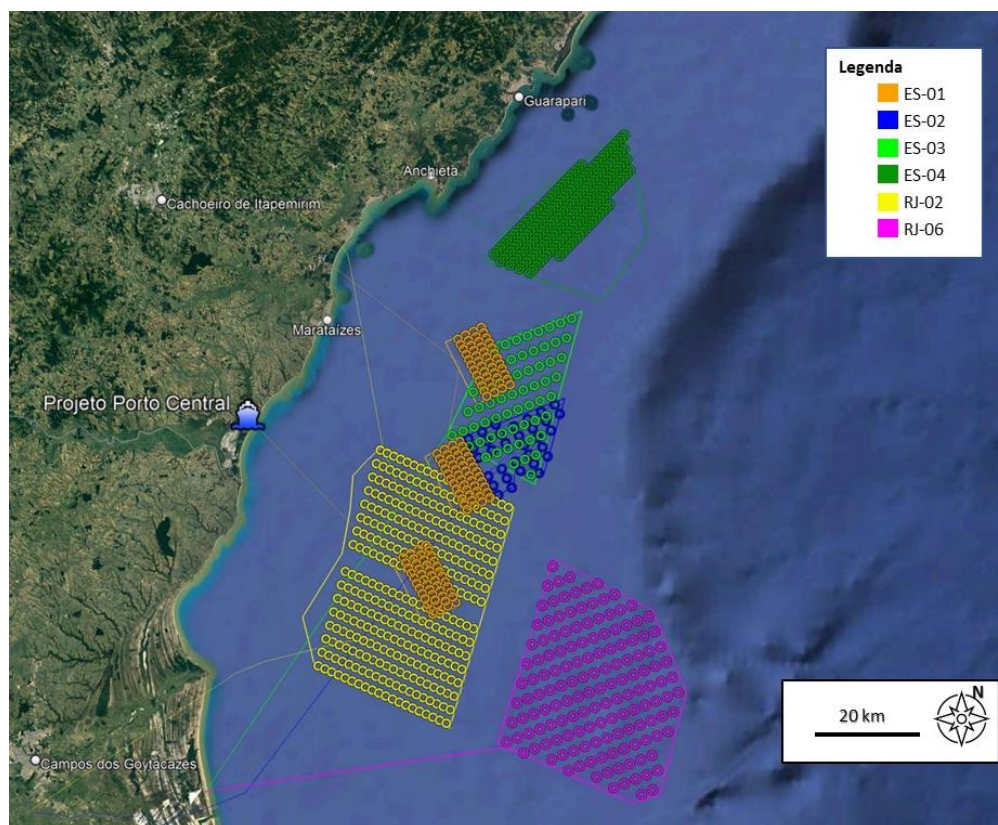 Legenda
ES-01
ES-02
ES-03
ES-04
RJ-02
RJ-06
Guarapari
Anchieta
Cachoeiro de Itapemirim
Marataízes
Projeto Porto Central
Campos dos Goytacazes
20 km
N